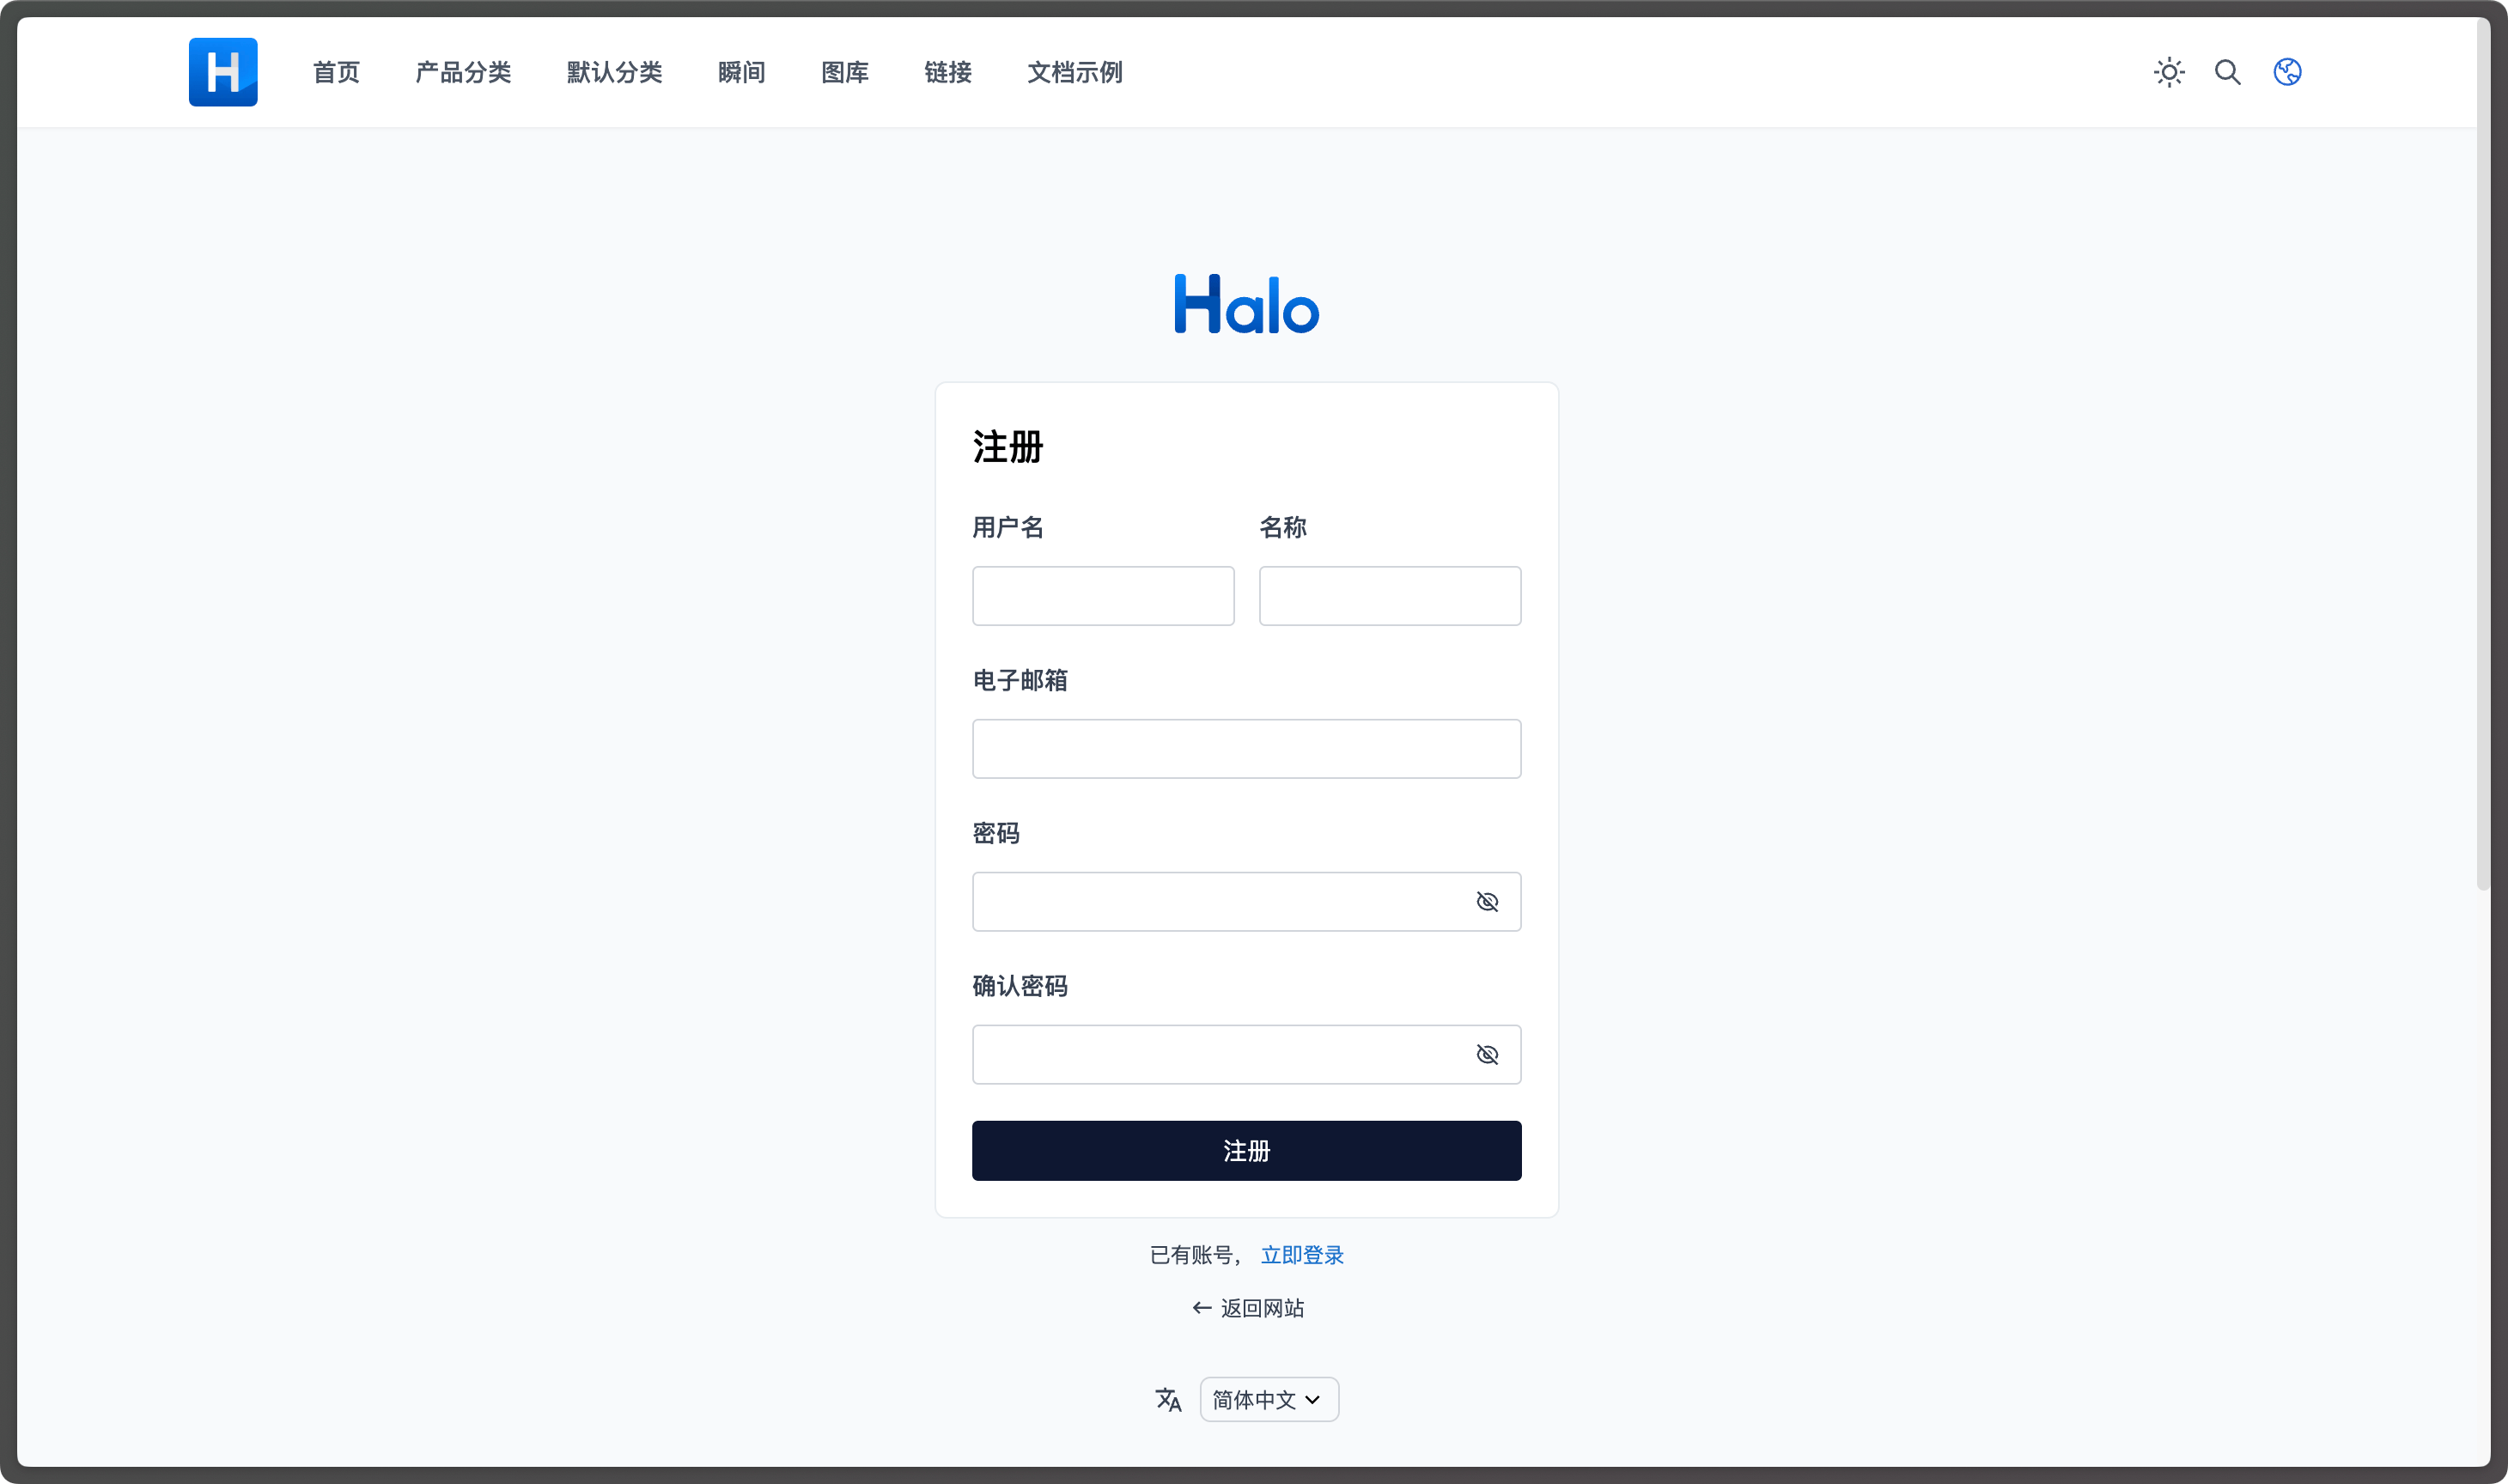 H 首页 产品分类 默认分类 瞬间 图库 链接 文档示例
Halo
注册
用户名 名称
电子邮箱
密码
确认密码
注册
已有账号， 立即登录
← 返回网站
文A 简体中文